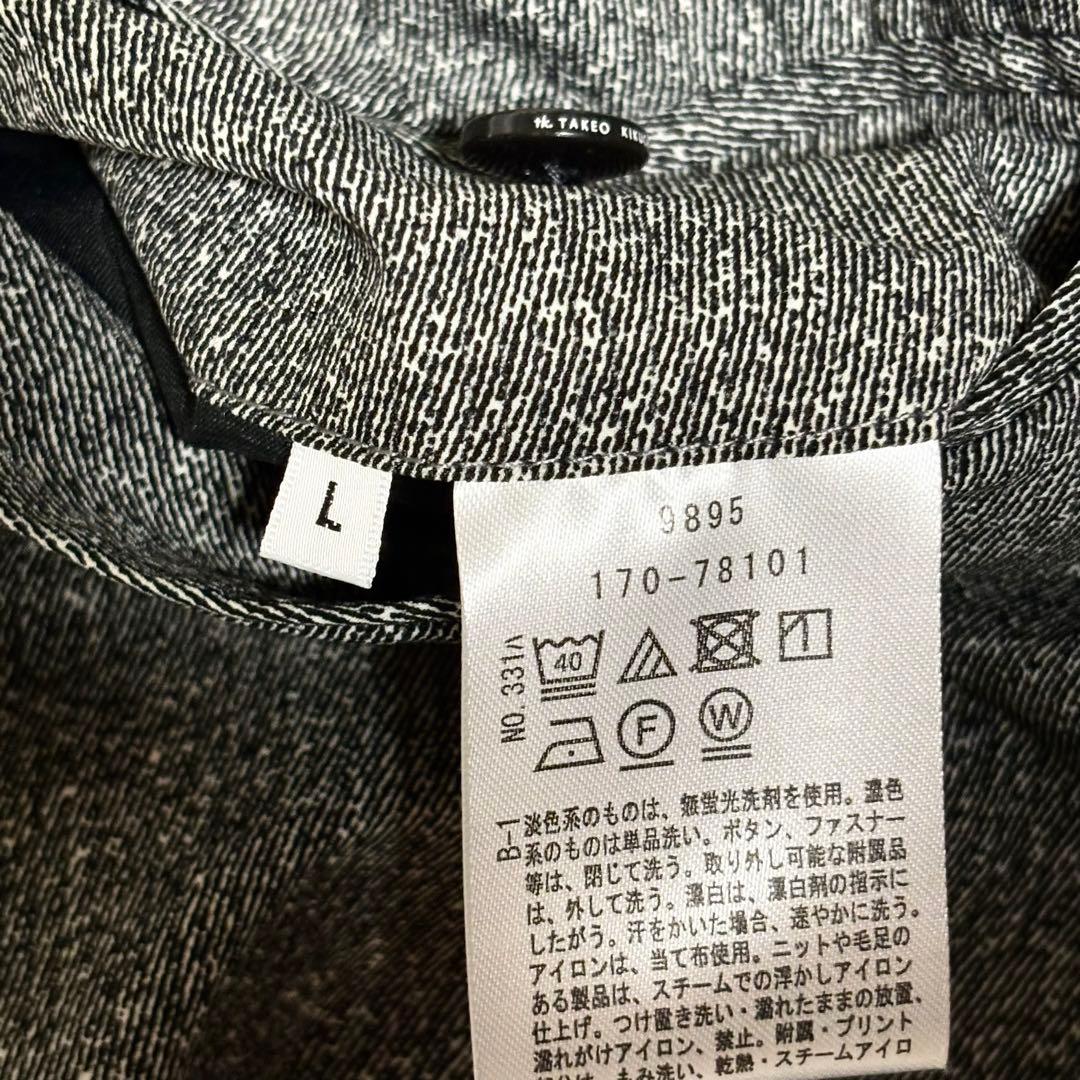 tk. TAKEO KIKU
L
9895
170-78101
NO.331ハ
40
F
W
B-1
淡色系のものは、無蛍光洗剤を使用。濃色
系のものは単品洗い。ボタン、ファスナー
等は、閉じて洗う。取り外し可能な附属品
は、外して洗う。漂白は、漂白剤の指示に
したがう。汗をかいた場合、速やかに洗う。
アイロンは、当て布使用。ニットや毛足の
ある製品は、スチームでの浮かしアイロン
仕上げ。つけ置き洗い・濡れたままの放置、
濡れがけアイロン、禁止。附属・プリント
部分は、もみ洗い、乾熱・スチームアイロ